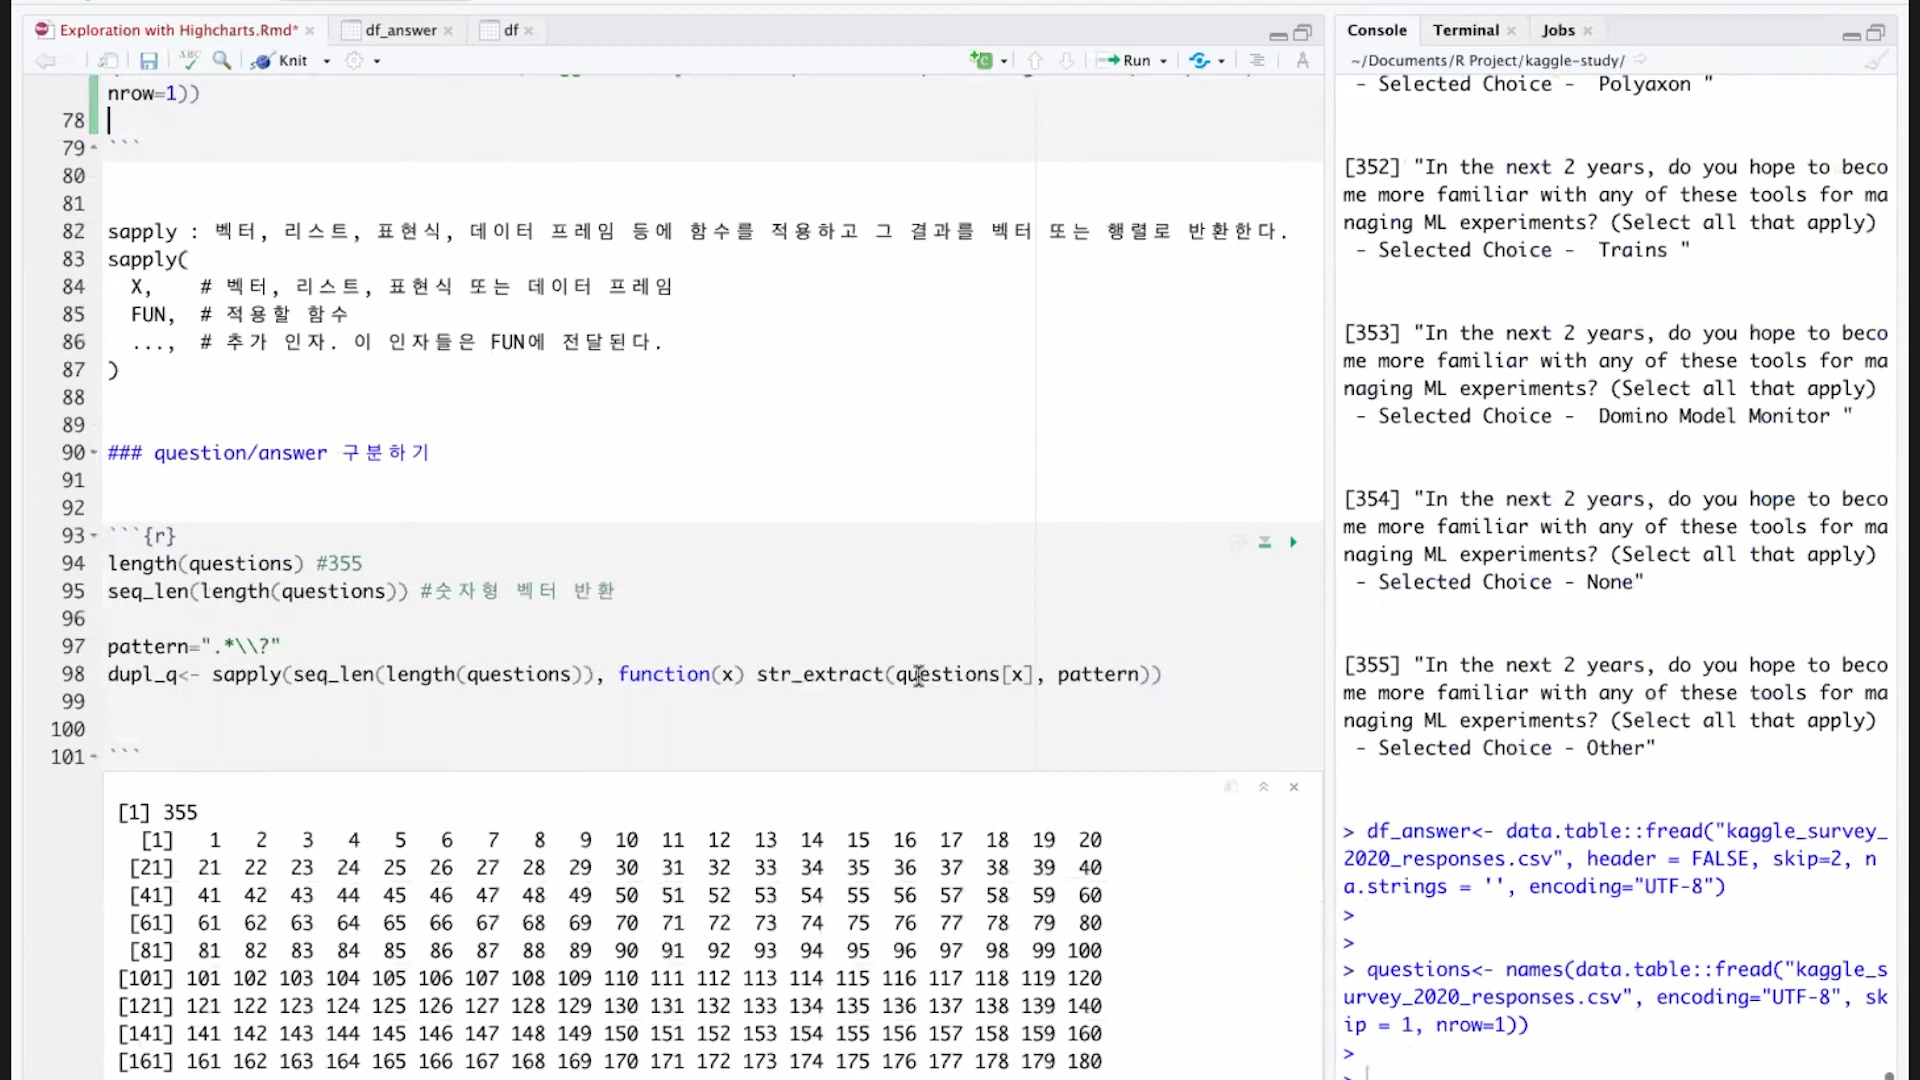 Exploration with Highcharts.Rmd*
df_answer
df
Knit
Run
nrow=1))
78
79 ```
80
81
82 sapply : 벡터, 리스트, 표현식, 데이터 프레임 등에 함수를 적용하고 그 결과를 벡터 또는 행렬로 반환한다.
83 sapply(
84 X, # 벡터, 리스트, 표현식 또는 데이터 프레임
85 FUN, # 적용할 함수
86 ..., # 추가 인자. 이 인자들은 FUN에 전달된다.
87 )
88
89
90 ### question/answer 구분하기
91
92
93 ```{r}
94 length(questions) #355
95 seq_len(length(questions)) #숫자형 벡터 반환
96
97 pattern=".*\\?"
98 dupl_q<- sapply(seq_len(length(questions)), function(x) str_extract(questions[x], pattern))
99
100
101 ```
[1] 355
[1] 1 2 3 4 5 6 7 8 9 10 11 12 13 14 15 16 17 18 19 20
[21] 21 22 23 24 25 26 27 28 29 30 31 32 33 34 35 36 37 38 39 40
[41] 41 42 43 44 45 46 47 48 49 50 51 52 53 54 55 56 57 58 59 60
[61] 61 62 63 64 65 66 67 68 69 70 71 72 73 74 75 76 77 78 79 80
[81] 81 82 83 84 85 86 87 88 89 90 91 92 93 94 95 96 97 98 99 100
[101] 101 102 103 104 105 106 107 108 109 110 111 112 113 114 115 116 117 118 119 120
[121] 121 122 123 124 125 126 127 128 129 130 131 132 133 134 135 136 137 138 139 140
[141] 141 142 143 144 145 146 147 148 149 150 151 152 153 154 155 156 157 158 159 160
[161] 161 162 163 164 165 166 167 168 169 170 171 172 173 174 175 176 177 178 179 180
Console Terminal Jobs
~/Documents/R Project/kaggle-study/
- Selected Choice - Polyaxon "
[352] "In the next 2 years, do you hope to beco
me more familiar with any of these tools for ma
naging ML experiments? (Select all that apply)
- Selected Choice - Trains "
[353] "In the next 2 years, do you hope to beco
me more familiar with any of these tools for ma
naging ML experiments? (Select all that apply)
- Selected Choice - Domino Model Monitor "
[354] "In the next 2 years, do you hope to beco
me more familiar with any of these tools for ma
naging ML experiments? (Select all that apply)
- Selected Choice - None"
[355] "In the next 2 years, do you hope to beco
me more familiar with any of these tools for ma
naging ML experiments? (Select all that apply)
- Selected Choice - Other"
> df_answer<- data.table::fread("kaggle_survey_
2020_responses.csv", header = FALSE, skip=2, n
a.strings = '', encoding="UTF-8")
>
>
> questions<- names(data.table::fread("kaggle_s
urvey_2020_responses.csv", encoding="UTF-8", sk
ip = 1, nrow=1))
>
>